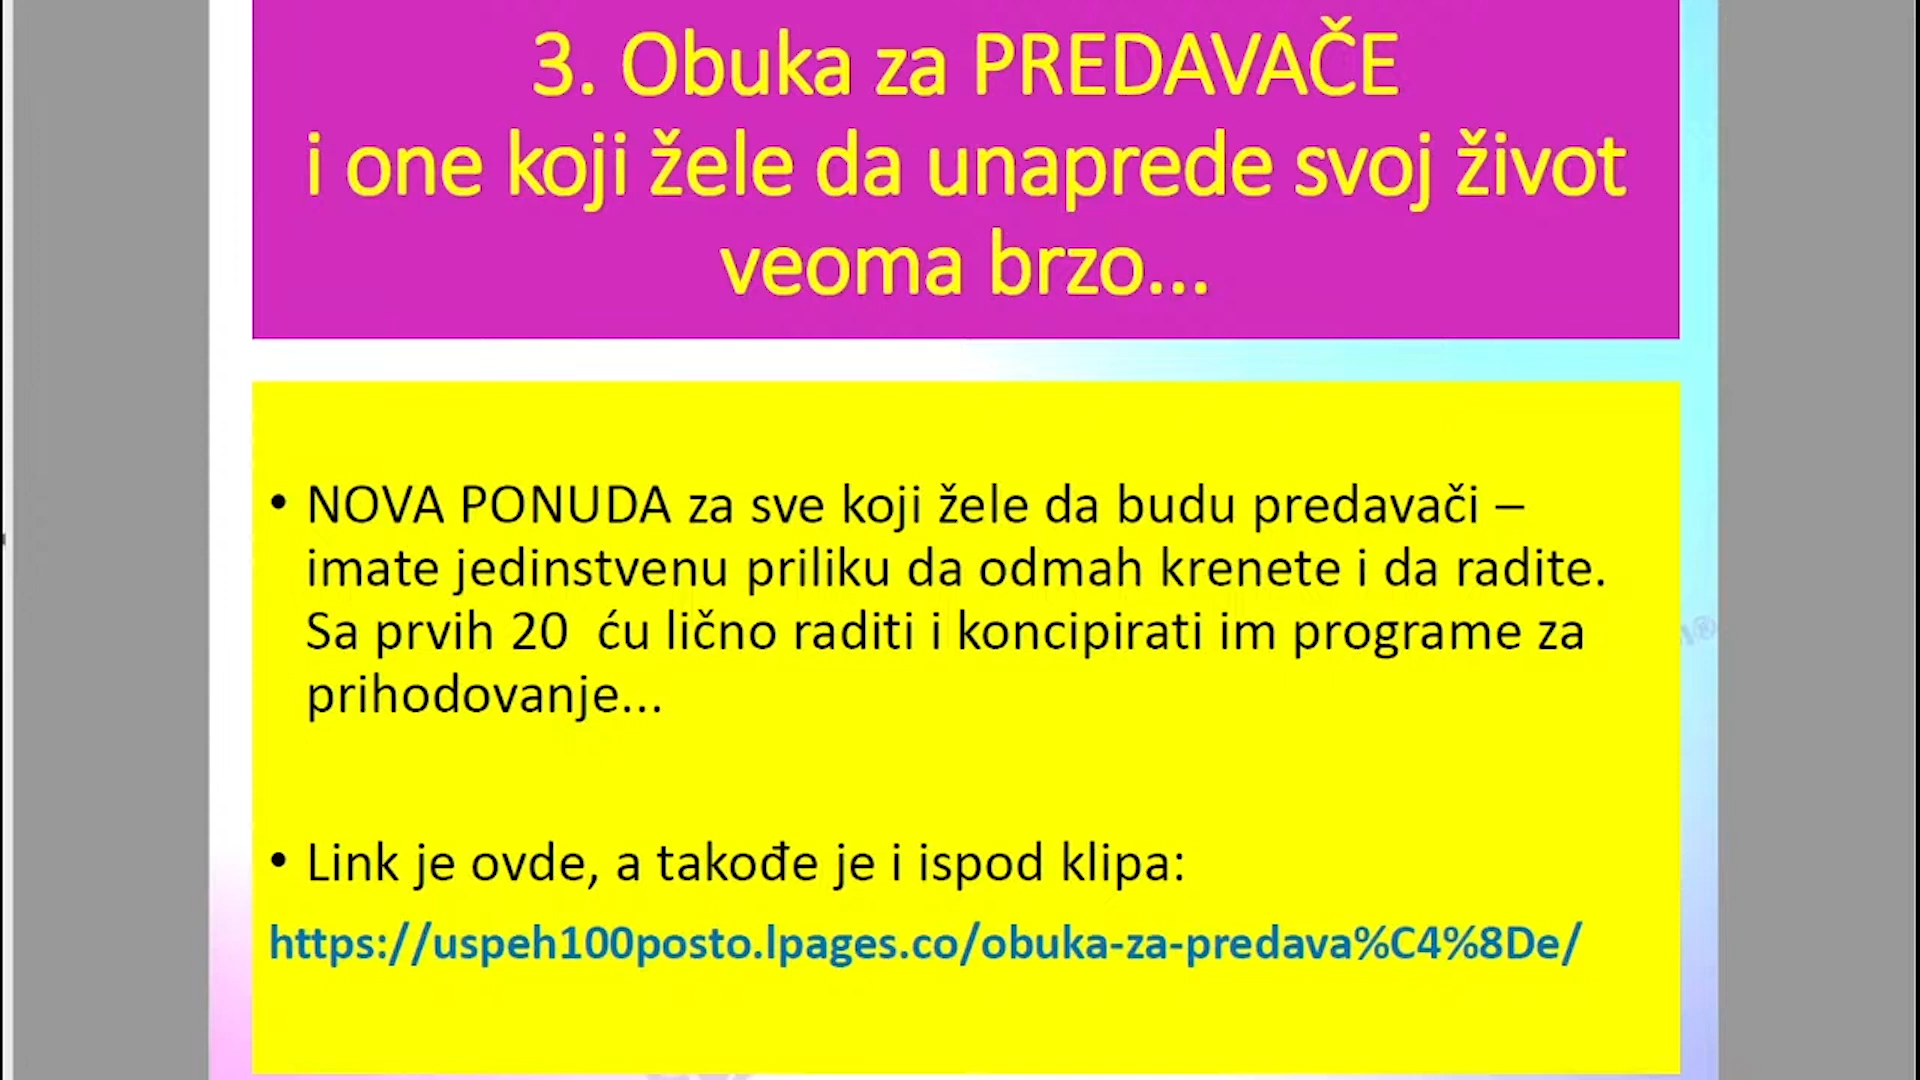 3. Obuka za PREDAVAČE
i one koji žele da unaprede svoj život
veoma brzo...
• NOVA PONUDA za sve koji žele da budu predavači –
imate jedinstvenu priliku da odmah krenete i da radite.
Sa prvih 20  ću lično raditi i koncipirati im programe za
prihodovanje...
• Link je ovde, a takođe je i ispod klipa:
https://uspeh100posto.lpages.co/obuka-za-predava%C4%8De/